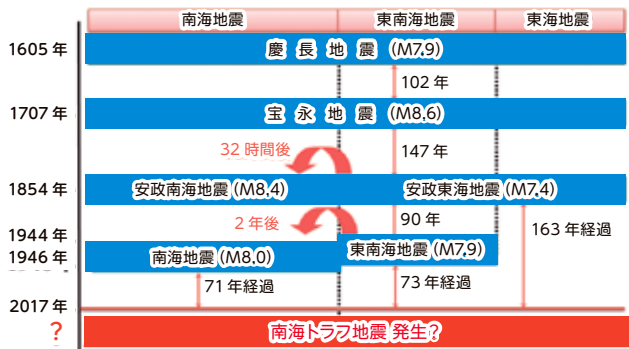 南海地震 東南海地震 東海地震
1605年 慶長地震 (M7.9)
102年
1707年 宝永地震 (M8.6)
32時間後 147年
1854年 安政南海地震 (M8.4) 安政東海地震 (M7.4)
2年後 90年 163年経過
1944年 東南海地震 (M7.9)
1946年 南海地震 (M8.0)
71年経過 73年経過
2017年
? 南海トラフ地震 発生?